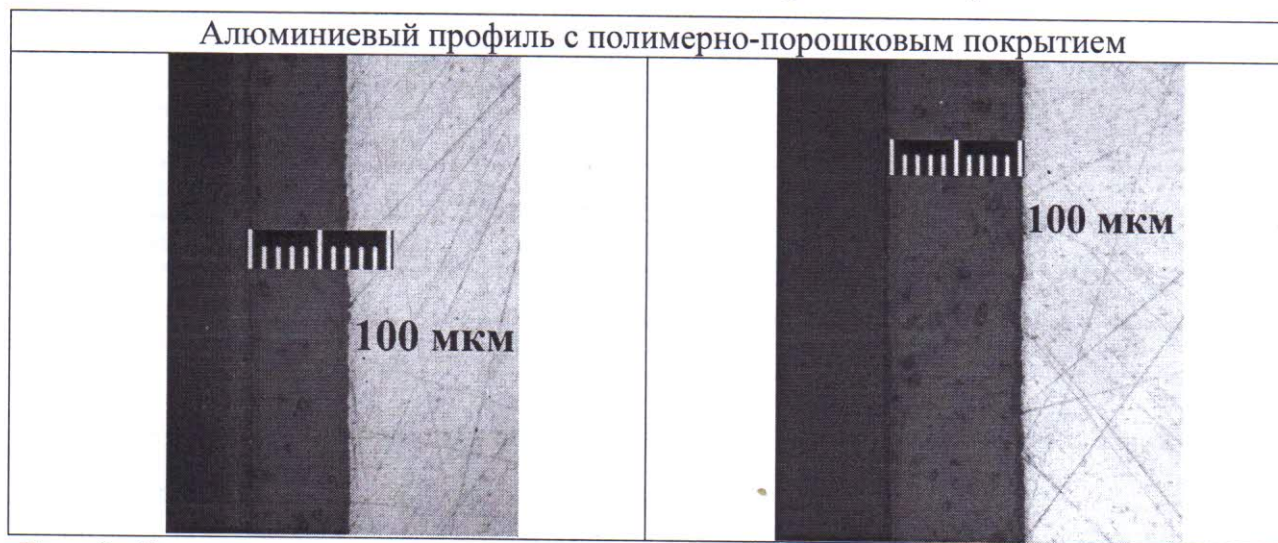 Алюминиевый профиль с полимерно-порошковым покрытием
100 мкм
100 мкм